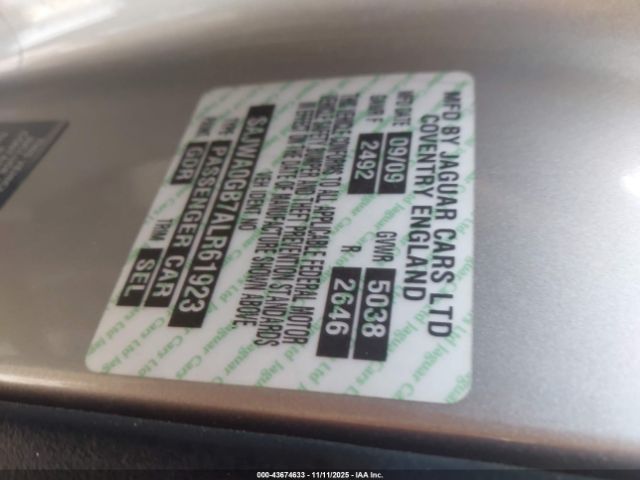 MFD BY JAGUAR CARS LTD
COVENTRY ENGLAND
MFD DATE 09/09 GVWR 5038
GAWR F 2492 R 2646
THIS VEHICLE CONFORMS TO ALL APPLICABLE FEDERAL MOTOR
VEHICLE SAFETY, BUMPER, AND THEFT PREVENTION STANDARDS
IN EFFECT ON THE DATE OF MANUFACTURE SHOWN ABOVE
VEH IDENT NO
SAJWA0GB7ALR61923
TYPE PASSENGER CAR
PAINT GDR TRIM SEL
000-43674633 - 11/11/2025 - IAA Inc.